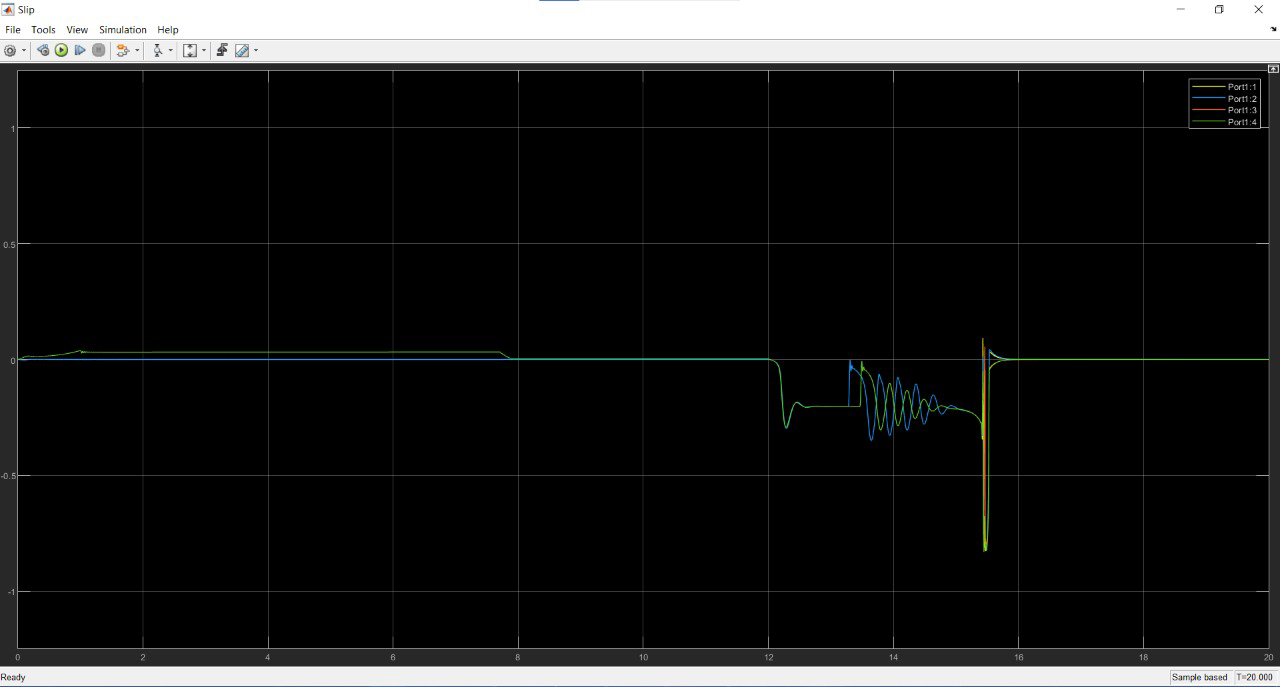 Slip
File Tools View Simulation Help
Port1:1
Port1:2
Port1:3
Port1:4
1
0.5
0
-0.5
-1
0 2 4 6 8 10 12 14 16 18 20
Ready
Sample based T=20.000